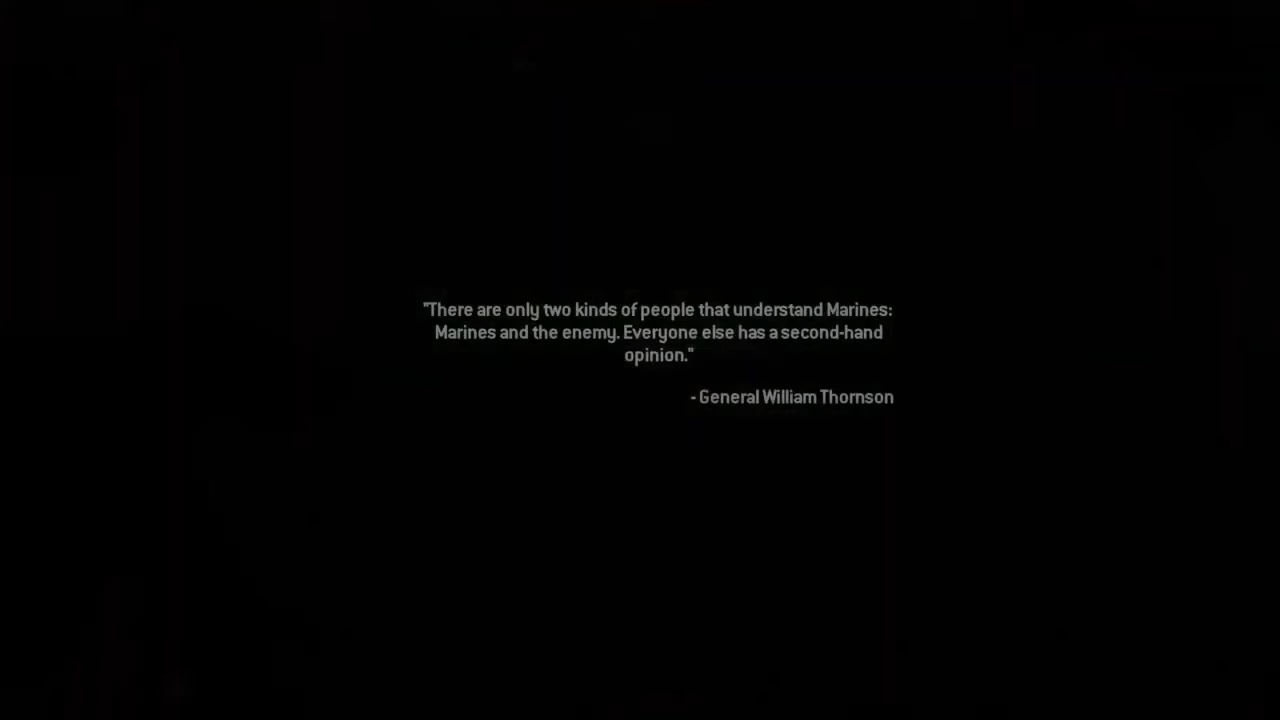 "There are only two kinds of people that understand Marines:
Marines and the enemy. Everyone else has a second-hand
opinion."
- General William Thornson